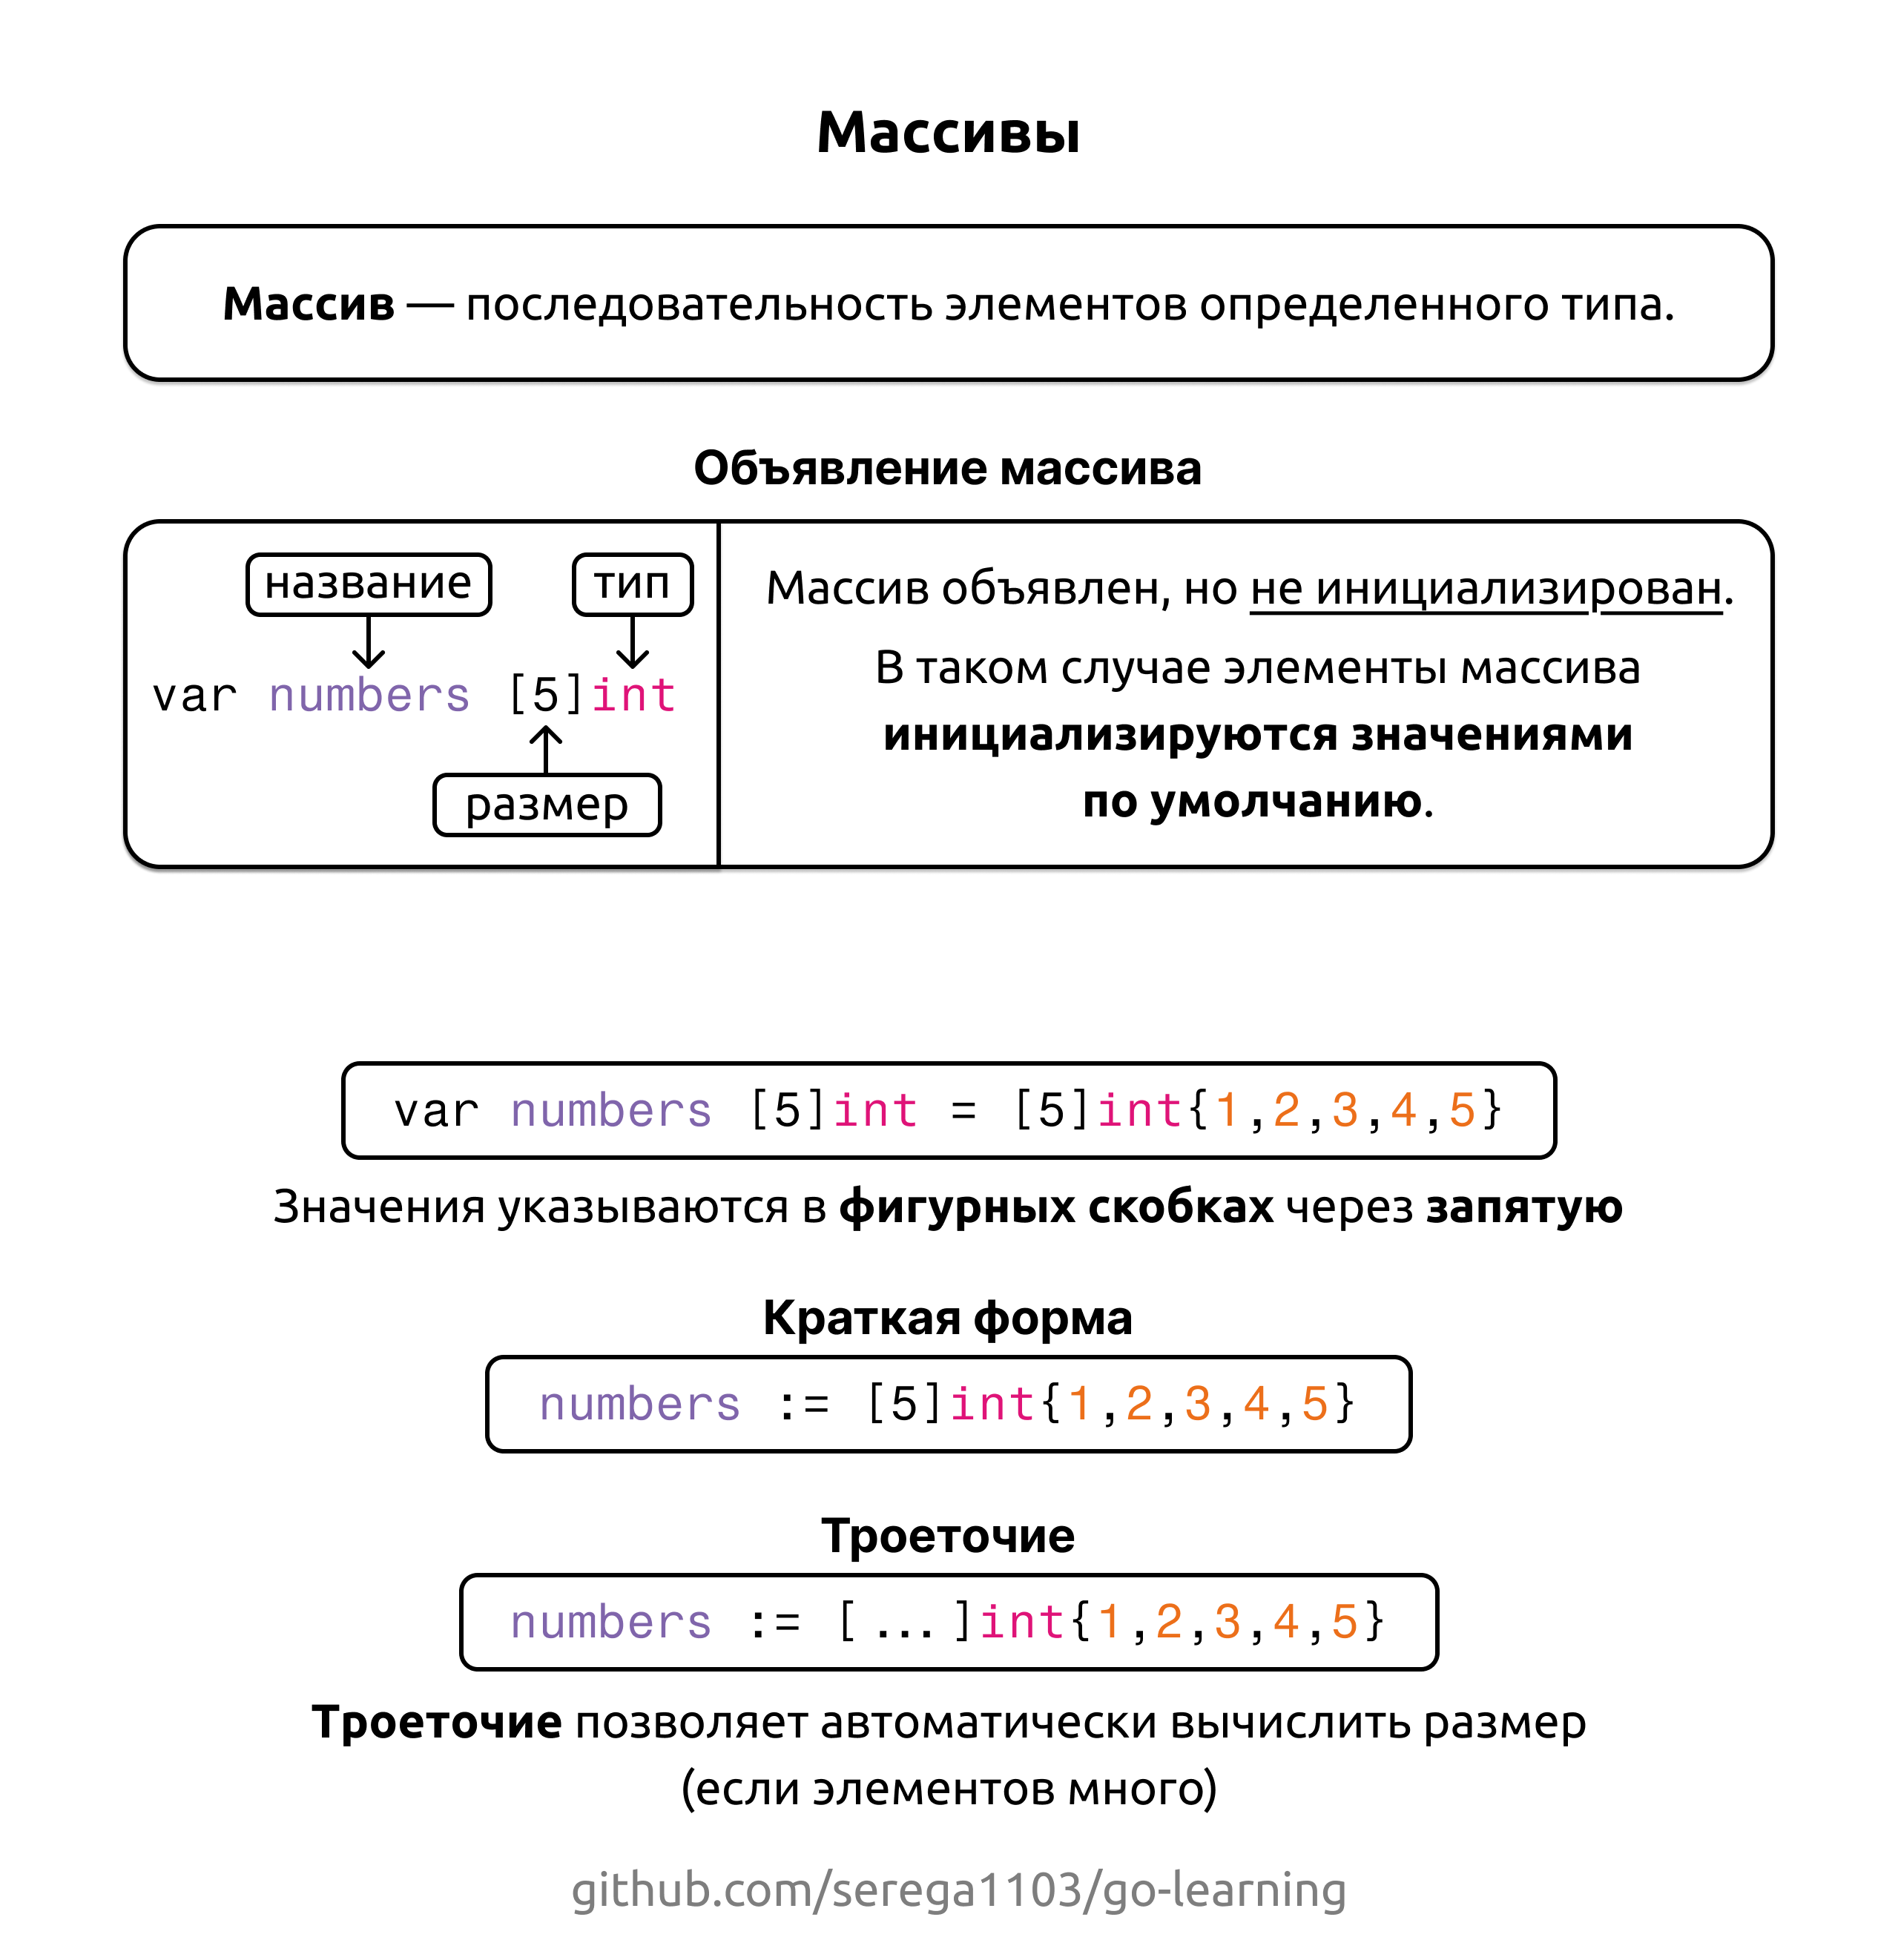 Массивы
Массив — последовательность элементов определенного типа.
Объявление массива
название
тип
var numbers [5]int
размер
Массив объявлен, но не инициализирован.
В таком случае элементы массива
инициализируются значениями
по умолчанию.
var numbers [5]int = [5]int{1,2,3,4,5}
Значения указываются в фигурных скобках через запятую
Краткая форма
numbers := [5]int{1,2,3,4,5}
Троеточие
numbers := [...]int{1,2,3,4,5}
Троеточие позволяет автоматически вычислить размер
(если элементов много)
github.com/serega1103/go-learning